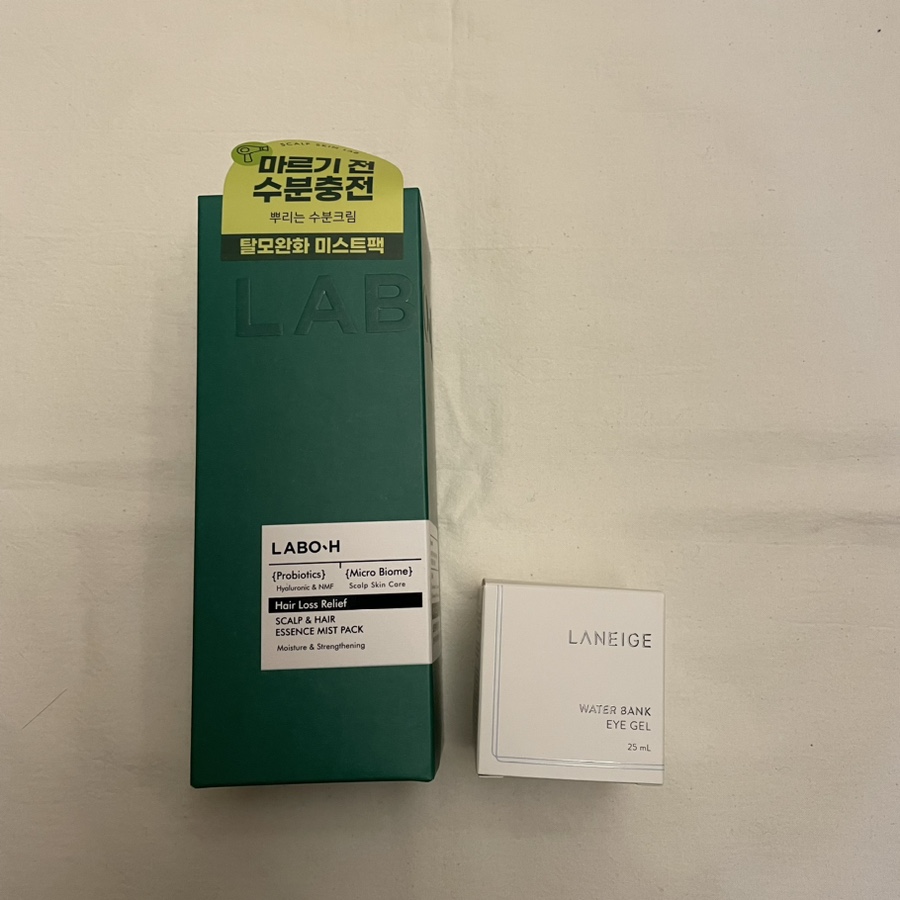 SCALP SKIN LAB
마르기 전
수분충전
뿌리는 수분크림
탈모완화 미스트팩
LAB
LABO-H
{Probiotics} {Micro Biome}
Hyaluronic & NMF Scalp Skin Care
Hair Loss Relief
SCALP & HAIR
ESSENCE MIST PACK
Moisture & Strengthening
LANEIGE
WATER BANK
EYE GEL
25 mL